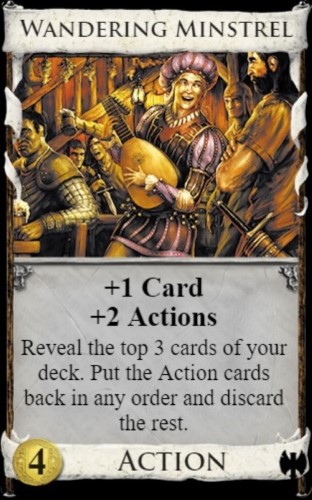 WANDERING MINSTREL
+1 Card
+2 Actions
Reveal the top 3 cards of your
deck. Put the Action cards
back in any order and discard
the rest.
4
ACTION